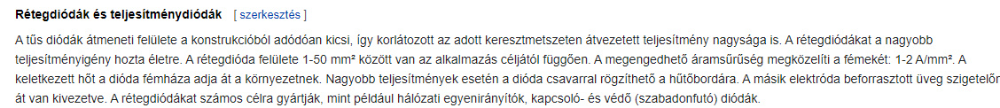 Rétegdiódák és teljesítménydiódák [ szerkesztés ]
A tűs diódák átmeneti felülete a konstrukcióból adódóan kicsi, így korlátozott az adott keresztmetszeten átvezetett teljesítmény nagysága is. A rétegdiódákat a nagyobb
teljesítményigény hozta életre. A rétegdióda felülete 1-50 mm² között van az alkalmazás céljától függően. A megengedhető áramsűrűség megközelíti a fémekét: 1-2 A/mm². A
keletkezett hőt a dióda fémháza adja át a környezetnek. Nagyobb teljesítmények esetén a dióda csavarral rögzíthető a hűtőbordára. A másik elektróda beforrasztott üveg szigetelőn
át van kivezetve. A rétegdiódákat számos célra gyártják, mint például hálózati egyenirányítók, kapcsoló- és védő (szabadonfutó) diódák.